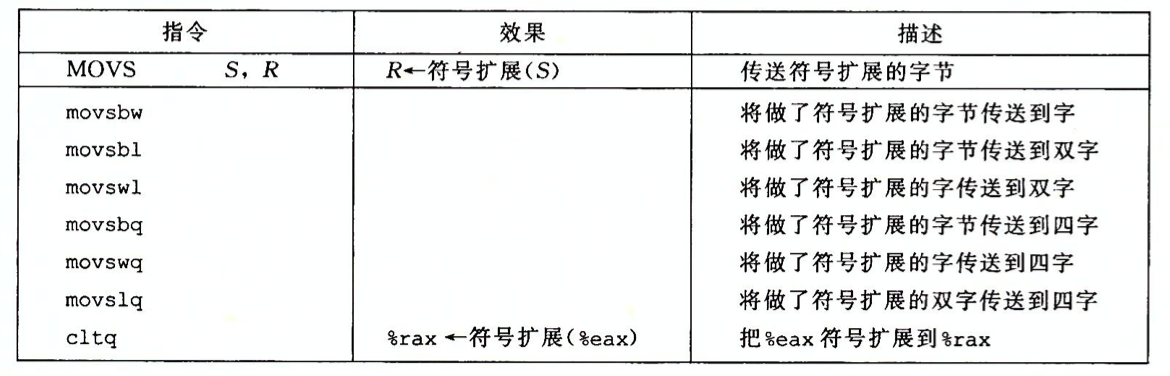 指令 效果 描述
MOVS S, R R←符号扩展(S) 传送符号扩展的字节
movsbw 将做了符号扩展的字节传送到字
movsbl 将做了符号扩展的字节传送到双字
movswl 将做了符号扩展的字传送到双字
movsbq 将做了符号扩展的字节传送到四字
movswq 将做了符号扩展的字传送到四字
movslq 将做了符号扩展的双字传送到四字
cltq %rax←符号扩展(%eax) 把%eax符号扩展到%rax